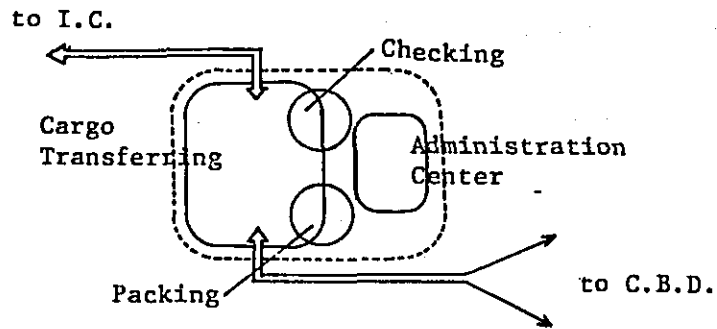 to I.C.
Checking
Cargo
Transferring
Administration
Center
Packing
to C.B.D.